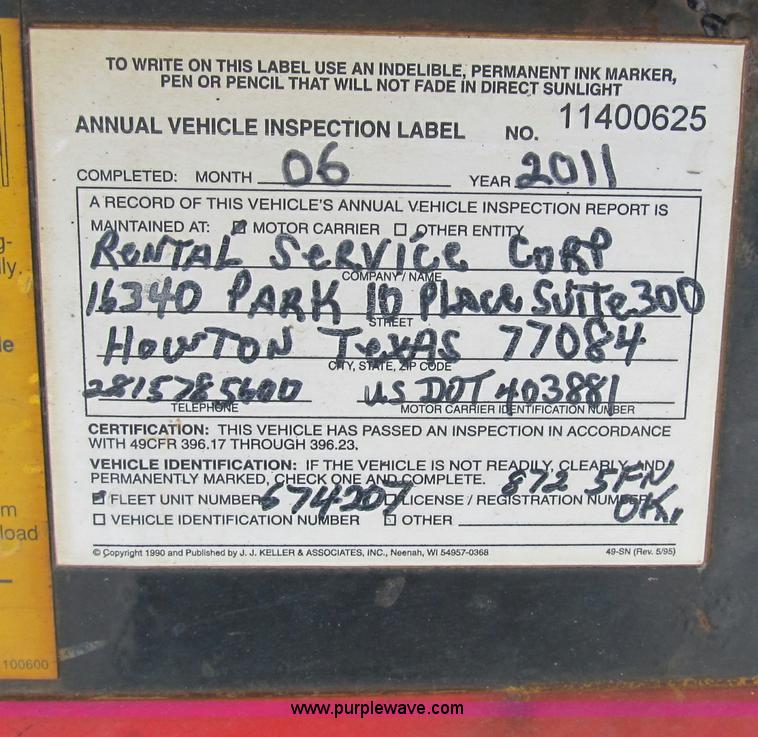 TO WRITE ON THIS LABEL USE AN INDELIBLE, PERMANENT INK MARKER,
PEN OR PENCIL THAT WILL NOT FADE IN DIRECT SUNLIGHT
ANNUAL VEHICLE INSPECTION LABEL NO. 11400625
COMPLETED: MONTH 06 YEAR 2011
A RECORD OF THIS VEHICLE'S ANNUAL VEHICLE INSPECTION REPORT IS
MAINTAINED AT: MOTOR CARRIER OTHER ENTITY
RENTAL SERVICE CORP
COMPANY / NAME
16340 PARK 10 PLACE SUITE 300
STREET
HOUSTON TEXAS 77084
CITY, STATE, ZIP CODE
2815785600 US DOT 403881
TELEPHONE MOTOR CARRIER IDENTIFICATION NUMBER
CERTIFICATION: THIS VEHICLE HAS PASSED AN INSPECTION IN ACCORDANCE
WITH 49CFR 396.17 THROUGH 396.23.
VEHICLE IDENTIFICATION: IF THE VEHICLE IS NOT READILY, CLEARLY AND
PERMANENTLY MARKED, CHECK ONE AND COMPLETE. 872 5FN
FLEET UNIT NUMBER 674207 LICENSE / REGISTRATION NUMBER OK,
VEHICLE IDENTIFICATION NUMBER OTHER
© Copyright 1990 and Published by J. J. KELLER & ASSOCIATES, INC., Neenah, WI 54957-0368 49-SN (Rev. 5/95)
g-
lly.
le
m
load
100600
www.purplewave.com